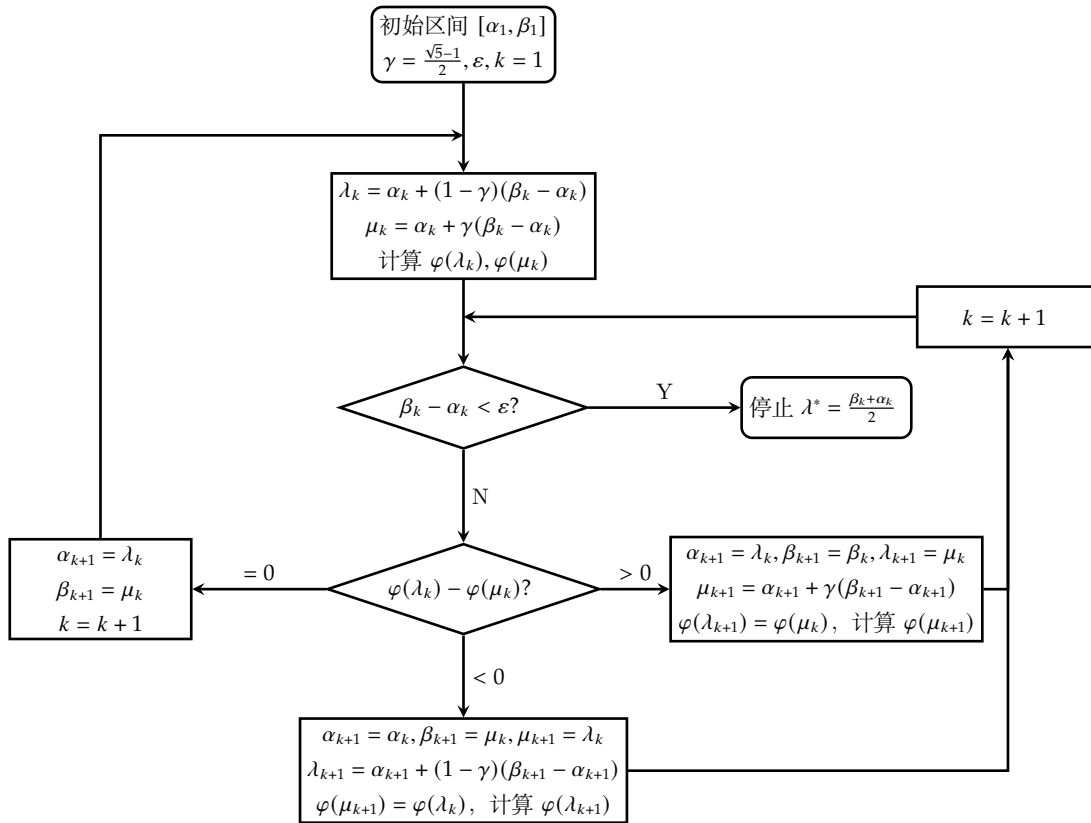 初始区间 [α₁, β₁]
γ = \frac{\sqrt{5}-1}{2}, ε, k = 1
λₖ = αₖ + (1 − γ)(βₖ − αₖ)
μₖ = αₖ + γ(βₖ − αₖ)
计算 φ(λₖ), φ(μₖ)
k = k + 1
βₖ − αₖ < ε?
Y
停止 λ* = \frac{βₖ+αₖ}{2}
N
αₖ₊₁ = λₖ
βₖ₊₁ = μₖ
k = k + 1
= 0
φ(λₖ) − φ(μₖ)?
> 0
αₖ₊₁ = λₖ, βₖ₊₁ = βₖ, λₖ₊₁ = μₖ
μₖ₊₁ = αₖ₊₁ + γ(βₖ₊₁ − αₖ₊₁)
φ(λₖ₊₁) = φ(μₖ)，计算 φ(μₖ₊₁)
< 0
αₖ₊₁ = αₖ, βₖ₊₁ = μₖ, μₖ₊₁ = λₖ
λₖ₊₁ = αₖ₊₁ + (1 − γ)(βₖ₊₁ − αₖ₊₁)
φ(μₖ₊₁) = φ(λₖ)，计算 φ(λₖ₊₁)